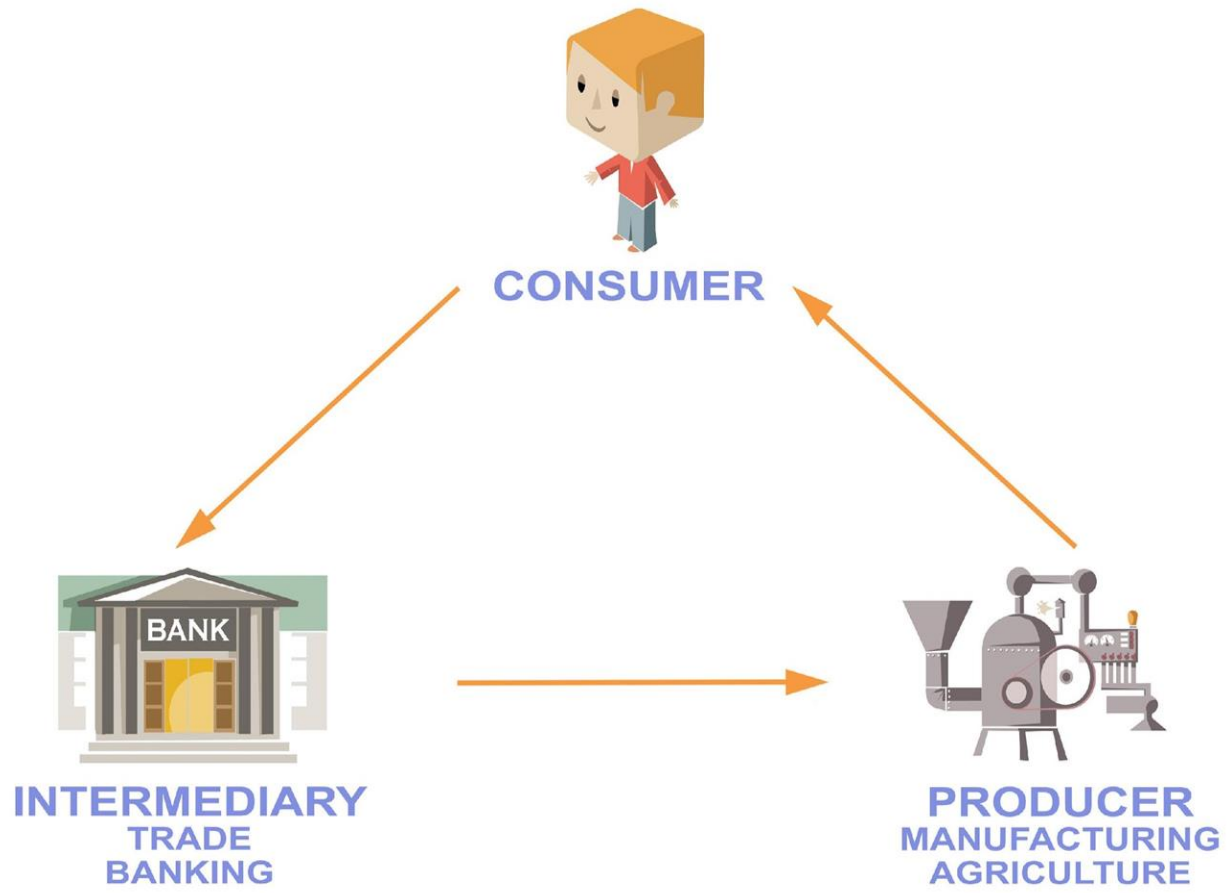 CONSUMER
BANK
INTERMEDIARY
TRADE
BANKING
PRODUCER
MANUFACTURING
AGRICULTURE